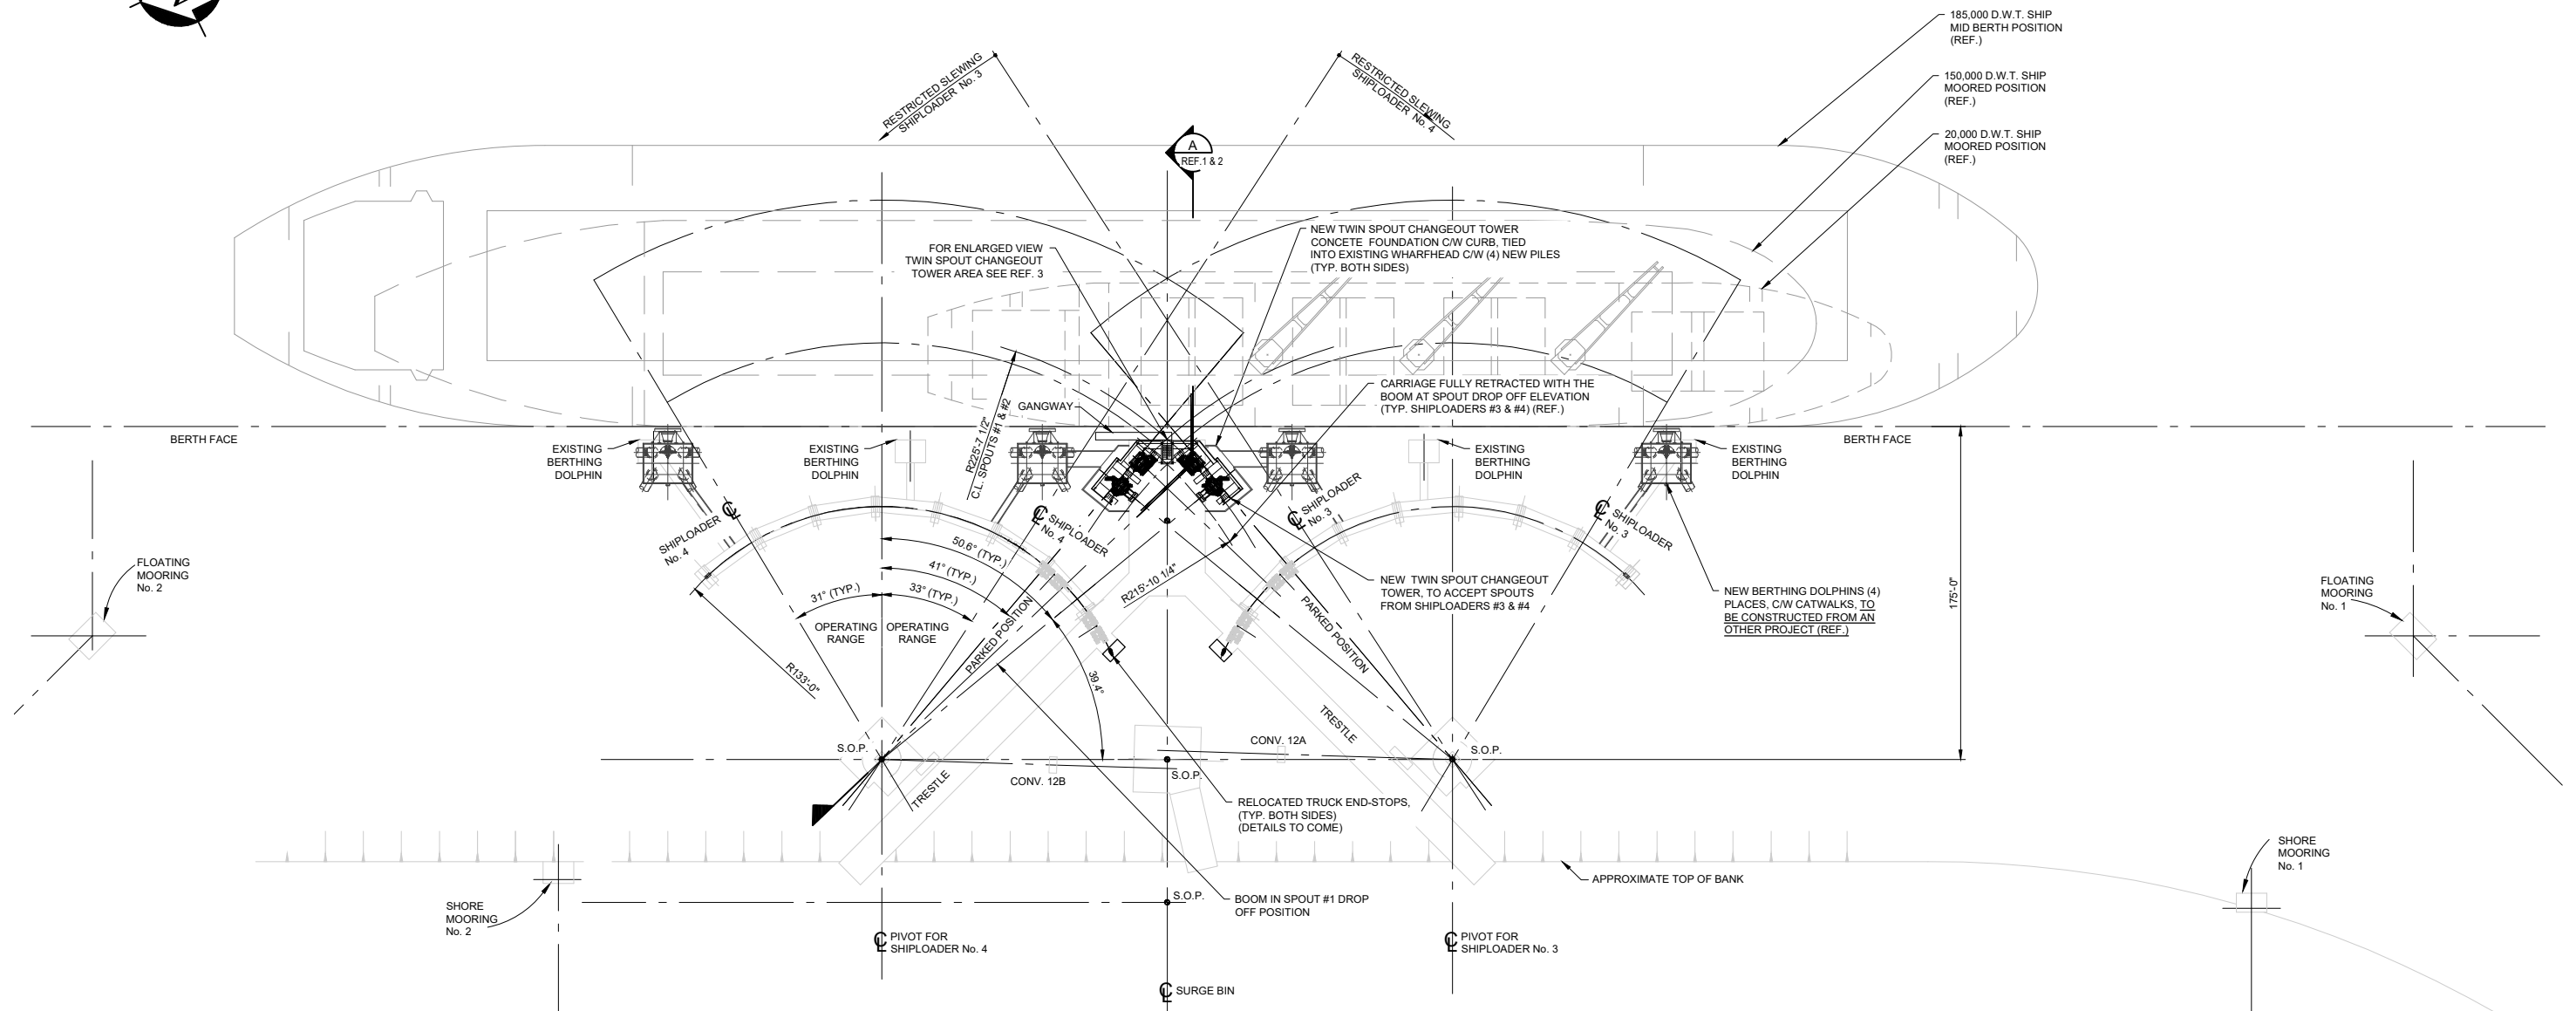 185,000 D.W.T. SHIP
MID BERTH POSITION
(REF.)
150,000 D.W.T. SHIP
MOORED POSITION
(REF.)
20,000 D.W.T. SHIP
MOORED POSITION
(REF.)
RESTRICTED SLEWING
SHIPLOADER No. 3
RESTRICTED SLEWING
SHIPLOADER No. 4
A
REF.1 & 2
FOR ENLARGED VIEW
TWIN SPOUT CHANGEOUT
TOWER AREA SEE REF. 3
NEW TWIN SPOUT CHANGEOUT TOWER
CONCETE FOUNDATION C/W CURB, TIED
INTO EXISTING WHARFHEAD C/W (4) NEW PILES
(TYP. BOTH SIDES)
CARRIAGE FULLY RETRACTED WITH THE
BOOM AT SPOUT DROP OFF ELEVATION
(TYP. SHIPLOADERS #3 & #4) (REF.)
GANGWAY
R225'-7 1/2"
C.L. SPOUTS #1 & #2
BERTH FACE
BERTH FACE
EXISTING
BERTHING
DOLPHIN
EXISTING
BERTHING
DOLPHIN
EXISTING
BERTHING
DOLPHIN
EXISTING
BERTHING
DOLPHIN
SHIPLOADER
No. 4
℄
℄ SHIPLOADER
No. 4
℄ SHIPLOADER
No. 3
℄ SHIPLOADER
No. 3
FLOATING
MOORING
No. 2
FLOATING
MOORING
No. 1
50.6° (TYP.)
41° (TYP.)
31° (TYP.)
33° (TYP.)
OPERATING
RANGE
OPERATING
RANGE
PARKED POSITION
PARKED POSITION
R215'-10 1/4"
R133'-0"
39.4°
175'-0"
NEW TWIN SPOUT CHANGEOUT
TOWER, TO ACCEPT SPOUTS
FROM SHIPLOADERS #3 & #4
NEW BERTHING DOLPHINS (4)
PLACES, C/W CATWALKS, TO
BE CONSTRUCTED FROM AN
OTHER PROJECT (REF.)
TRESTLE
TRESTLE
S.O.P.
CONV. 12A
S.O.P.
CONV. 12B
S.O.P.
RELOCATED TRUCK END-STOPS,
(TYP. BOTH SIDES)
(DETAILS TO COME)
APPROXIMATE TOP OF BANK
SHORE
MOORING
No. 1
SHORE
MOORING
No. 2
S.O.P.
BOOM IN SPOUT #1 DROP
OFF POSITION
℄ PIVOT FOR
SHIPLOADER No. 4
℄ PIVOT FOR
SHIPLOADER No. 3
℄ SURGE BIN